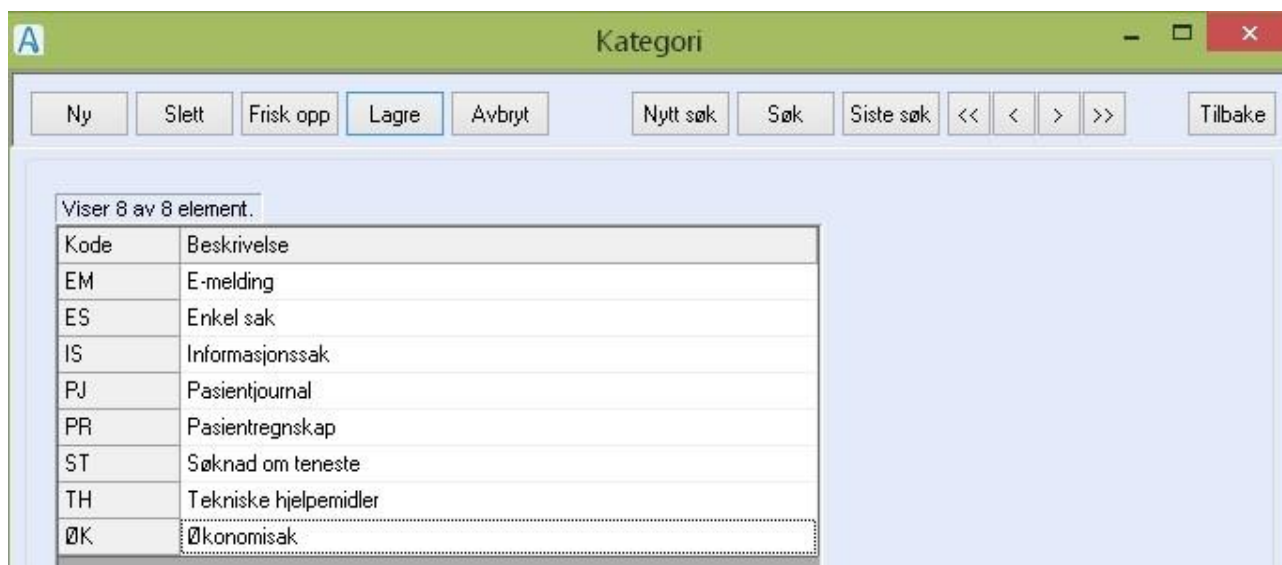 Kategori
Ny Slett Frisk opp Lagre Avbryt Nytt søk Søk Siste søk << < > >> Tilbake
Viser 8 av 8 element.
Kode Beskrivelse
EM E-melding
ES Enkel sak
IS Informasjonssak
PJ Pasientjournal
PR Pasientregnskap
ST Søknad om teneste
TH Tekniske hjelpemidler
ØK Økonomisak